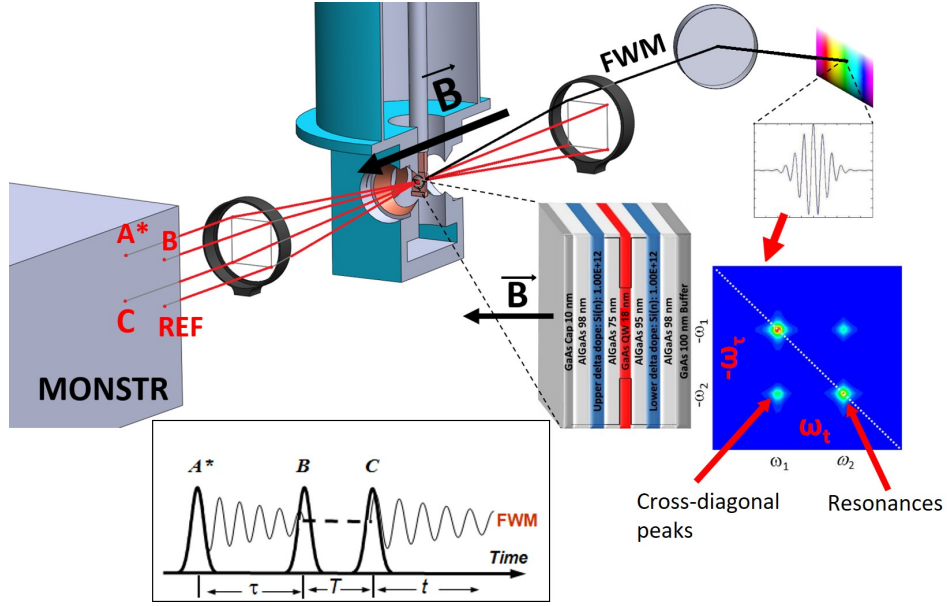 FWM
B
A*
B
C
REF
MONSTR
B
GaAs Cap 10 nm
AlGaAs 98 nm
Upper delta dope: Si(n): 1.00E+12
AlGaAs 75 nm
GaAs QW 18 nm
AlGaAs 95 nm
Lower delta dope: Si(n): 1.00E+12
AlGaAs 98 nm
GaAs 100 nm Buffer
-ω₁
-ω₂
-ωτ
ωt
ω₁
ω₂
Cross-diagonal
peaks
Resonances
A* B C
FWM
Time
τ T t